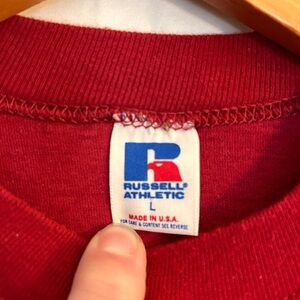 R
RUSSELL®
ATHLETIC
L
MADE IN U.S.A.
FOR CARE & CONTENT SEE REVERSE